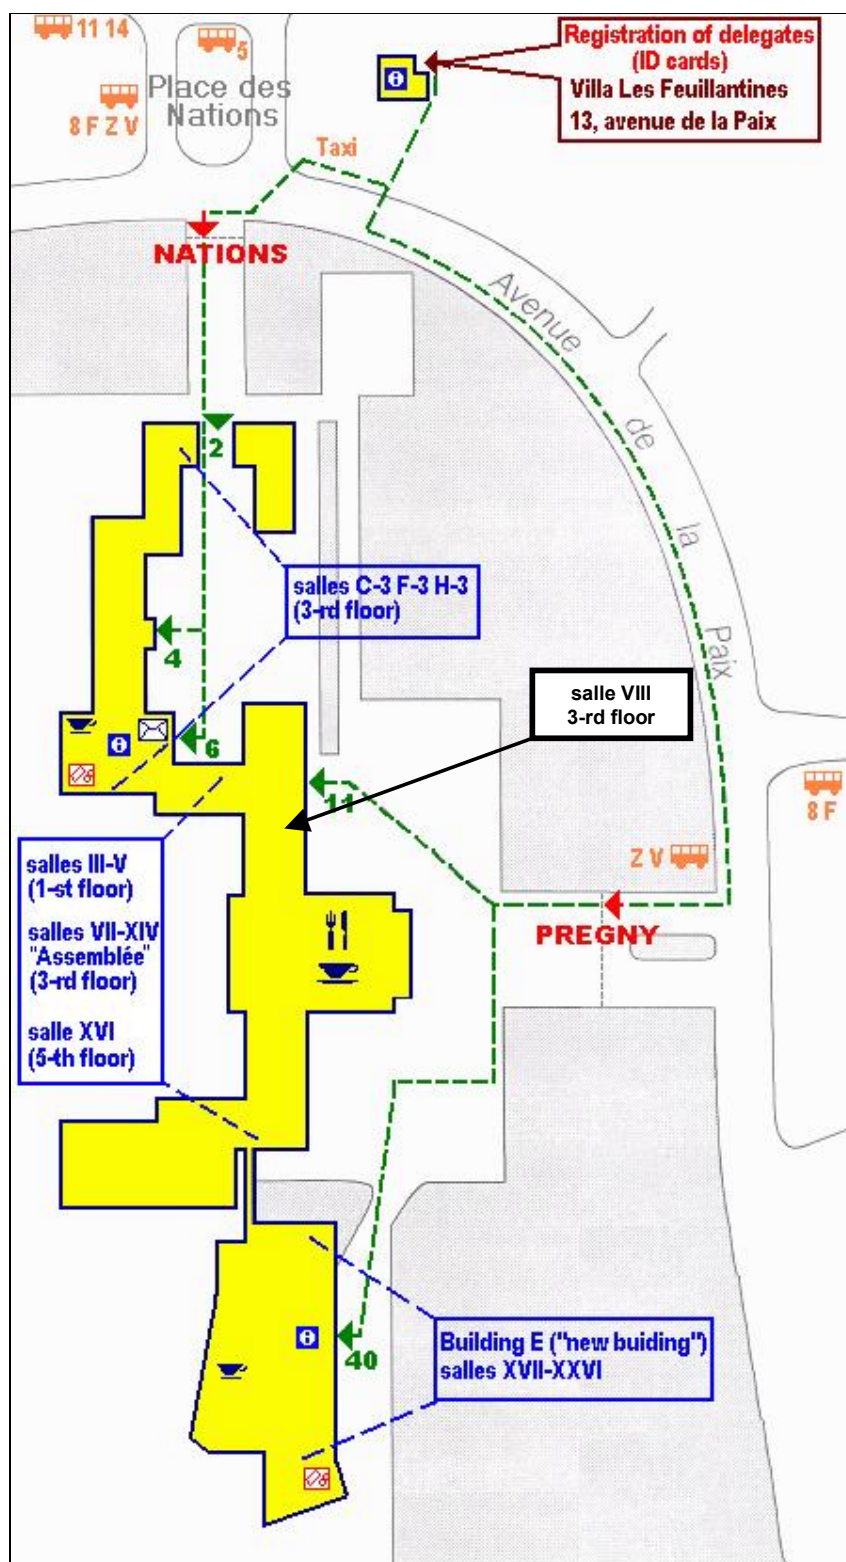 11 14
5
Place des
Nations
8 F Z V
Registration of delegates
(ID cards)
Villa Les Feuillantines
13, avenue de la Paix
Taxi
NATIONS
Avenue
de
la
Paix
2
salles C-3 F-3 H-3
(3-rd floor)
4
salle VIII
3-rd floor
6
11
8 F
salles III-V
(1-st floor)
salles VII-XIV
"Assemblée"
(3-rd floor)
salle XVI
(5-th floor)
Z V
PREGNY
Building E ("new buiding")
salles XVII-XXVI
40